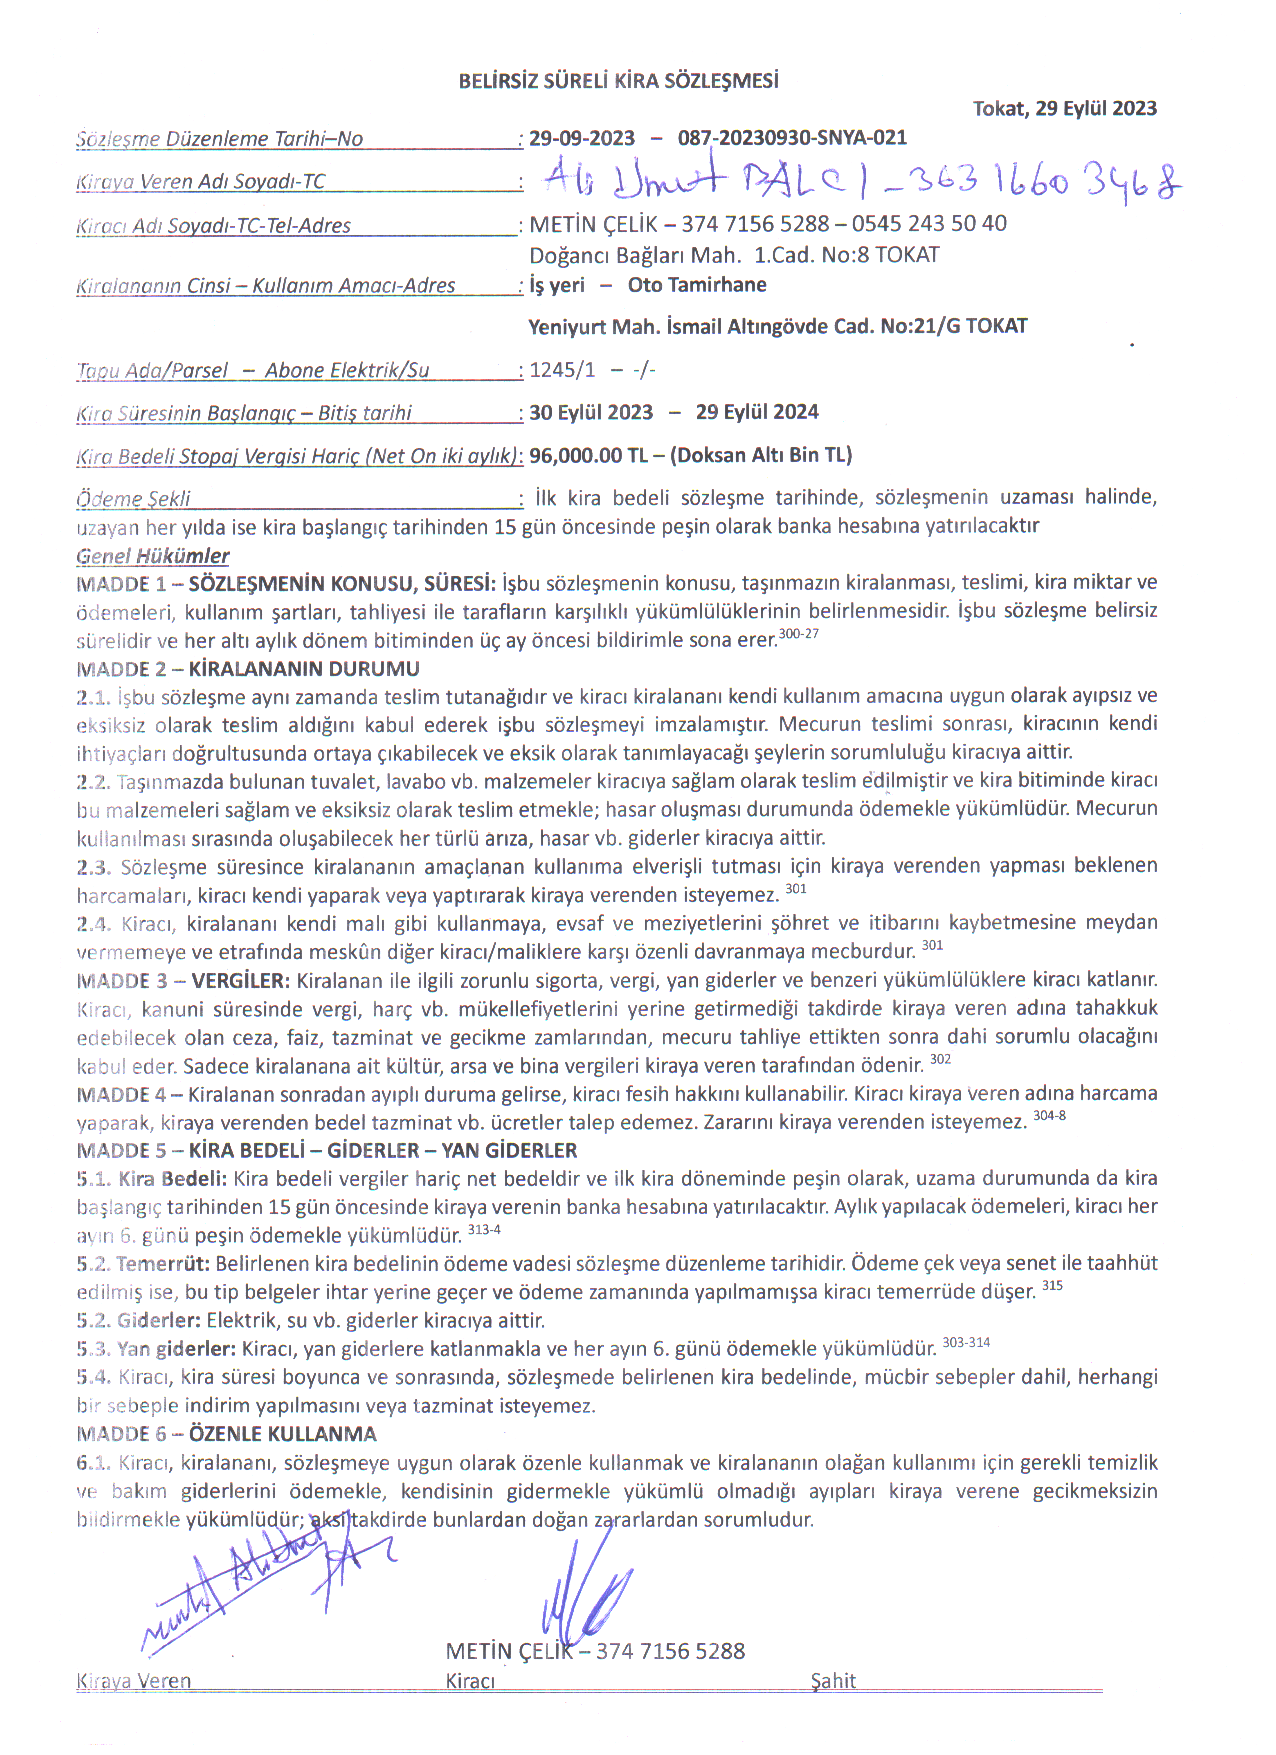 BELİRSİZ SÜRELİ KİRA SÖZLEŞMESİ
Tokat, 29 Eylül 2023
Sözleşme Düzenleme Tarihi–No : 29-09-2023 – 087-20230930-SNYA-021
Kiraya Veren Adı Soyadı-TC : Ali Umut BALCI - 363 1660 3468
Kiracı Adı Soyadı-TC-Tel-Adres : METİN ÇELİK – 374 7156 5288 – 0545 243 50 40
Doğancı Bağları Mah. 1.Cad. No:8 TOKAT
Kiralananın Cinsi – Kullanım Amacı-Adres : İş yeri – Oto Tamirhane
Yeniyurt Mah. İsmail Altıngövde Cad. No:21/G TOKAT
Tapu Ada/Parsel – Abone Elektrik/Su : 1245/1 – -/-
Kira Süresinin Başlangıç – Bitiş tarihi : 30 Eylül 2023 – 29 Eylül 2024
Kira Bedeli Stopaj Vergisi Hariç (Net On iki aylık): 96,000.00 TL – (Doksan Altı Bin TL)
Ödeme Şekli : İlk kira bedeli sözleşme tarihinde, sözleşmenin uzaması halinde,
uzayan her yılda ise kira başlangıç tarihinden 15 gün öncesinde peşin olarak banka hesabına yatırılacaktır
Genel Hükümler
MADDE 1 – SÖZLEŞMENİN KONUSU, SÜRESİ: İşbu sözleşmenin konusu, taşınmazın kiralanması, teslimi, kira miktar ve
ödemeleri, kullanım şartları, tahliyesi ile tarafların karşılıklı yükümlülüklerinin belirlenmesidir. İşbu sözleşme belirsiz
sürelidir ve her altı aylık dönem bitiminden üç ay öncesi bildirimle sona erer.300-27
MADDE 2 – KİRALANANIN DURUMU
2.1. İşbu sözleşme aynı zamanda teslim tutanağıdır ve kiracı kiralananı kendi kullanım amacına uygun olarak ayıpsız ve
eksiksiz olarak teslim aldığını kabul ederek işbu sözleşmeyi imzalamıştır. Mecurun teslimi sonrası, kiracının kendi
ihtiyaçları doğrultusunda ortaya çıkabilecek ve eksik olarak tanımlayacağı şeylerin sorumluluğu kiracıya aittir.
2.2. Taşınmazda bulunan tuvalet, lavabo vb. malzemeler kiracıya sağlam olarak teslim edilmiştir ve kira bitiminde kiracı
bu malzemeleri sağlam ve eksiksiz olarak teslim etmekle; hasar oluşması durumunda ödemekle yükümlüdür. Mecurun
kullanılması sırasında oluşabilecek her türlü arıza, hasar vb. giderler kiracıya aittir.
2.3. Sözleşme süresince kiralananın amaçlanan kullanıma elverişli tutması için kiraya verenden yapması beklenen
harcamaları, kiracı kendi yaparak veya yaptırarak kiraya verenden isteyemez. 301
2.4. Kiracı, kiralananı kendi malı gibi kullanmaya, evsaf ve meziyetlerini şöhret ve itibarını kaybetmesine meydan
vermemeye ve etrafında meskûn diğer kiracı/maliklere karşı özenli davranmaya mecburdur. 301
MADDE 3 – VERGİLER: Kiralanan ile ilgili zorunlu sigorta, vergi, yan giderler ve benzeri yükümlülüklere kiracı katlanır.
Kiracı, kanuni süresinde vergi, harç vb. mükellefiyetlerini yerine getirmediği takdirde kiraya veren adına tahakkuk
edebilecek olan ceza, faiz, tazminat ve gecikme zamlarından, mecuru tahliye ettikten sonra dahi sorumlu olacağını
kabul eder. Sadece kiralanana ait kültür, arsa ve bina vergileri kiraya veren tarafından ödenir. 302
MADDE 4 – Kiralanan sonradan ayıplı duruma gelirse, kiracı fesih hakkını kullanabilir. Kiracı kiraya veren adına harcama
yaparak, kiraya verenden bedel tazminat vb. ücretler talep edemez. Zararını kiraya verenden isteyemez. 304-8
MADDE 5 – KİRA BEDELİ – GİDERLER – YAN GİDERLER
5.1. Kira Bedeli: Kira bedeli vergiler hariç net bedeldir ve ilk kira döneminde peşin olarak, uzama durumunda da kira
başlangıç tarihinden 15 gün öncesinde kiraya verenin banka hesabına yatırılacaktır. Aylık yapılacak ödemeleri, kiracı her
ayın 6. günü peşin ödemekle yükümlüdür. 313-4
5.2. Temerrüt: Belirlenen kira bedelinin ödeme vadesi sözleşme düzenleme tarihidir. Ödeme çek veya senet ile taahhüt
edilmiş ise, bu tip belgeler ihtar yerine geçer ve ödeme zamanında yapılmamışsa kiracı temerrüde düşer. 315
5.2. Giderler: Elektrik, su vb. giderler kiracıya aittir.
5.3. Yan giderler: Kiracı, yan giderlere katlanmakla ve her ayın 6. günü ödemekle yükümlüdür. 303-314
5.4. Kiracı, kira süresi boyunca ve sonrasında, sözleşmede belirlenen kira bedelinde, mücbir sebepler dahil, herhangi
bir sebeple indirim yapılmasını veya tazminat isteyemez.
MADDE 6 – ÖZENLE KULLANMA
6.1. Kiracı, kiralananı, sözleşmeye uygun olarak özenle kullanmak ve kiralananın olağan kullanımı için gerekli temizlik
ve bakım giderlerini ödemekle, kendisinin gidermekle yükümlü olmadığı ayıpları kiraya verene gecikmeksizin
bildirmekle yükümlüdür; aksi takdirde bunlardan doğan zararlardan sorumludur.
METİN ÇELİK – 374 7156 5288
Kiraya Veren Kiracı Şahit